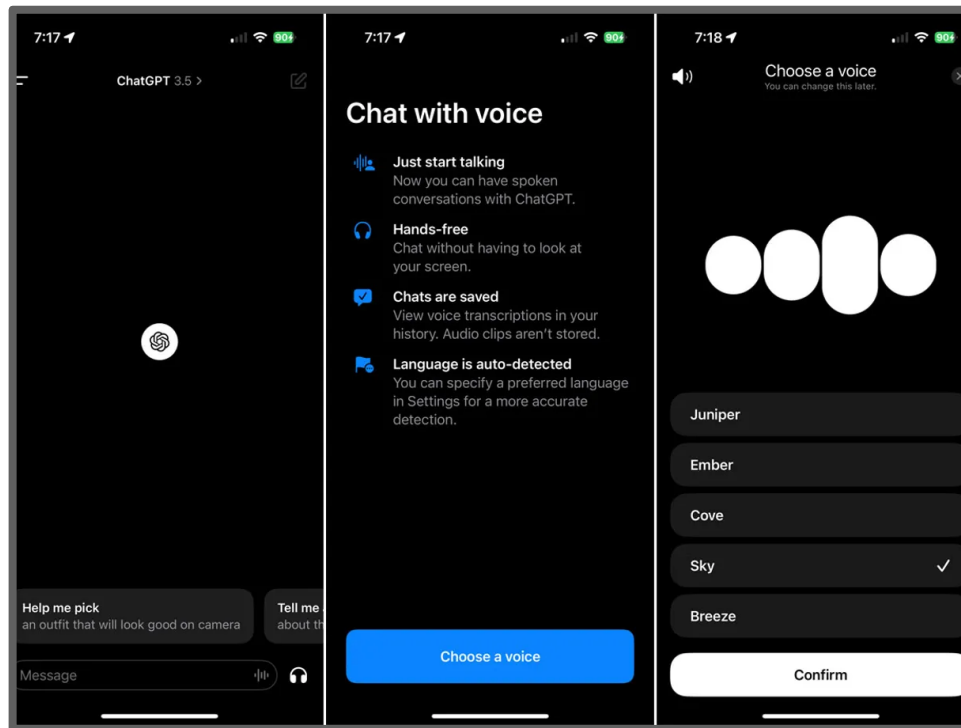 7:17
90
ChatGPT 3.5 >
Help me pick
an outfit that will look good on camera
Tell me
about th
Message
7:17
90
Chat with voice
Just start talking
Now you can have spoken
conversations with ChatGPT.
Hands-free
Chat without having to look at
your screen.
Chats are saved
View voice transcriptions in your
history. Audio clips aren't stored.
Language is auto-detected
You can specify a preferred language
in Settings for a more accurate
detection.
Choose a voice
7:18
90
Choose a voice
You can change this later.
Juniper
Ember
Cove
Sky
Breeze
Confirm